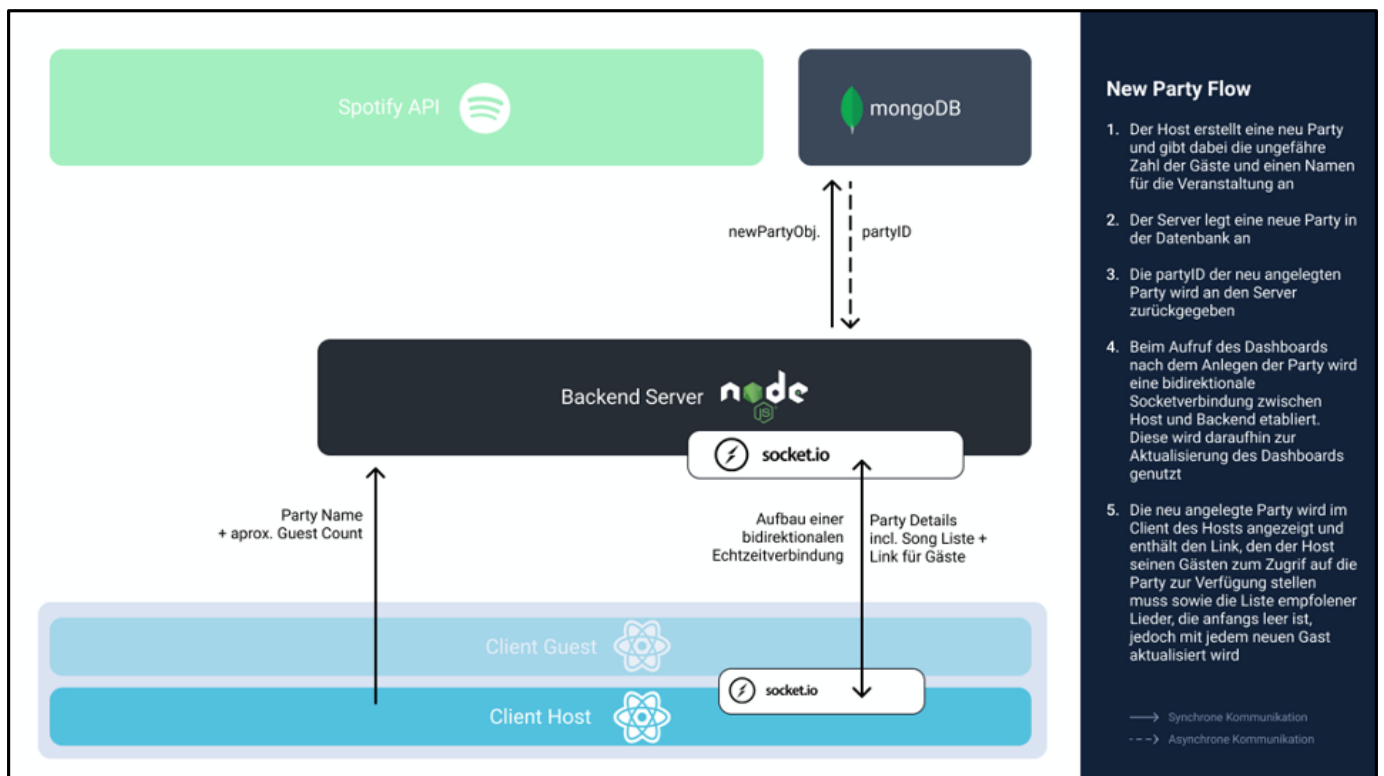 Spotify API
mongoDB
newPartyObj.
partyID
Backend Server
node
JS
socket.io
Party Name
+ aprox. Guest Count
Aufbau einer
bidirektionalen
Echtzeitverbindung
Party Details
incl. Song Liste +
Link für Gäste
Client Guest
socket.io
Client Host
New Party Flow
1. Der Host erstellt eine neu Party
und gibt dabei die ungefähre
Zahl der Gäste und einen Namen
für die Veranstaltung an
2. Der Server legt eine neue Party in
der Datenbank an
3. Die partyID der neu angelegten
Party wird an den Server
zurückgegeben
4. Beim Aufruf des Dashboards
nach dem Anlegen der Party wird
eine bidirektionale
Socketverbindung zwischen
Host und Backend etabliert.
Diese wird daraufhin zur
Aktualisierung des Dashboards
genutzt
5. Die neu angelegte Party wird im
Client des Hosts angezeigt und
enthält den Link, den der Host
seinen Gästen zum Zugrif auf die
Party zur Verfügung stellen
muss sowie die Liste empfolener
Lieder, die anfangs leer ist,
jedoch mit jedem neuen Gast
aktualisiert wird
Synchrone Kommunikation
Asynchrone Kommunikation